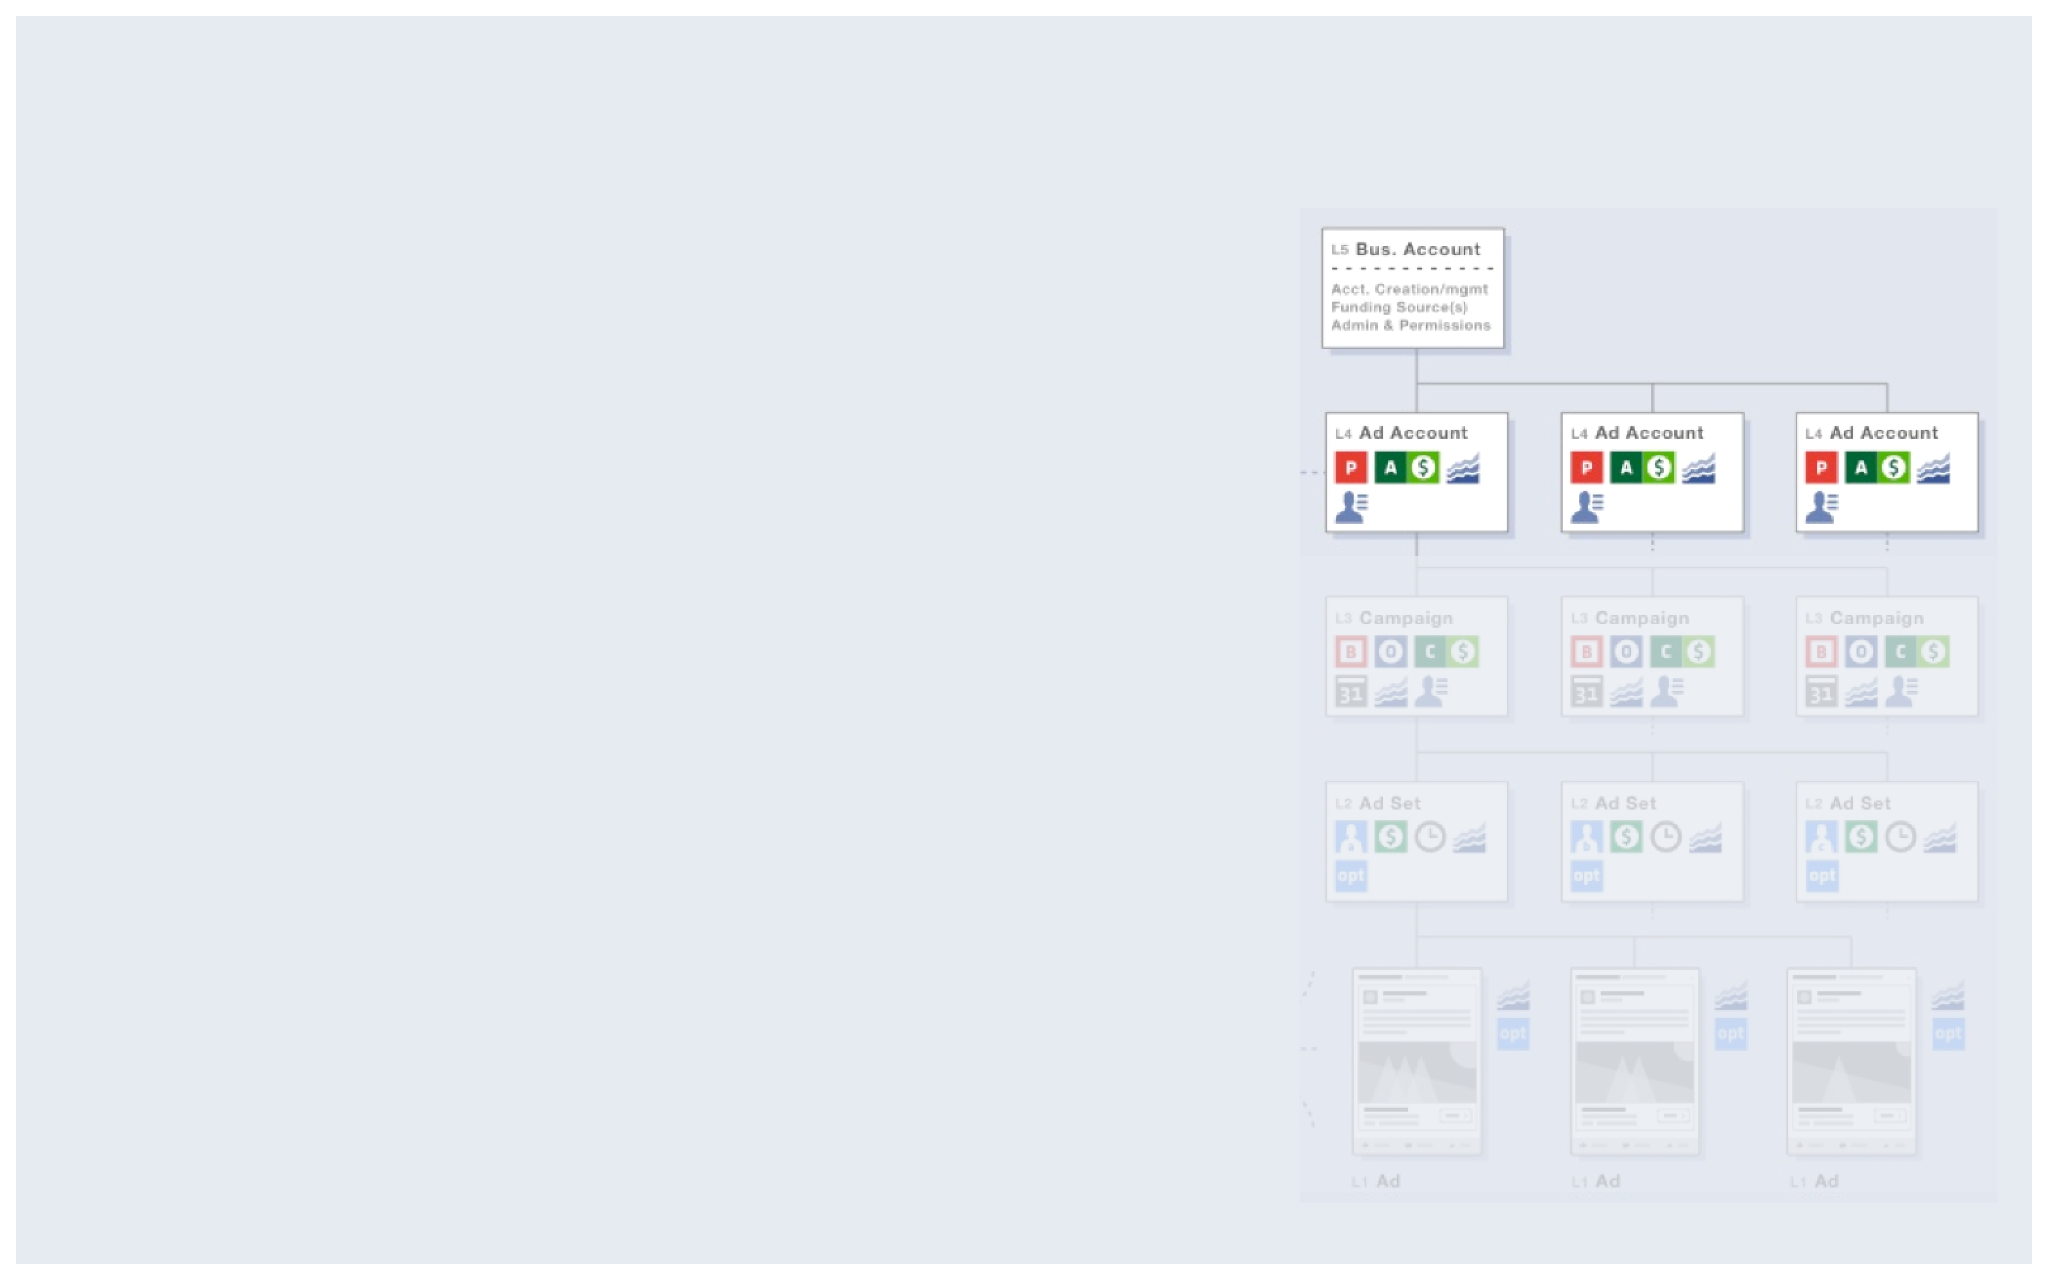 L5 Bus. Account
Acct. Creation/mgmt
Funding Source(s)
Admin & Permissions
L4 Ad Account L4 Ad Account L4 Ad Account
P A $ P A $ P A $
L3 Campaign L3 Campaign L3 Campaign
B O C $ B O C $ B O C $
31 31 31
L2 Ad Set L2 Ad Set L2 Ad Set
a $ b $ c $
opt opt opt
opt opt opt
L1 Ad L1 Ad L1 Ad